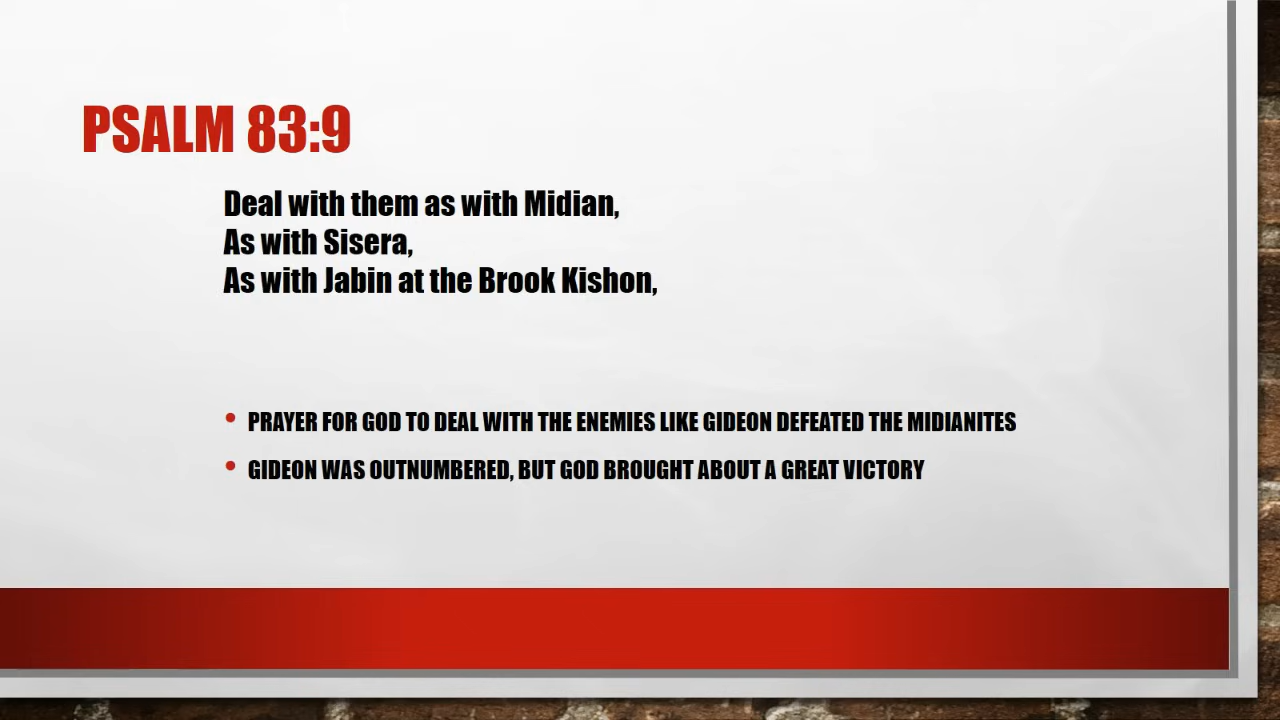 PSALM 83:9
Deal with them as with Midian,
As with Sisera,
As with Jabin at the Brook Kishon,
• PRAYER FOR GOD TO DEAL WITH THE ENEMIES LIKE GIDEON DEFEATED THE MIDIANITES
• GIDEON WAS OUTNUMBERED, BUT GOD BROUGHT ABOUT A GREAT VICTORY